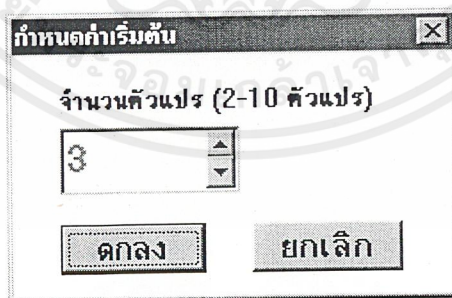 กำหนดค่าเริ่มต้น
จำนวนตัวแปร (2-10 ตัวแปร)
3
ตกลง
ยกเลิก